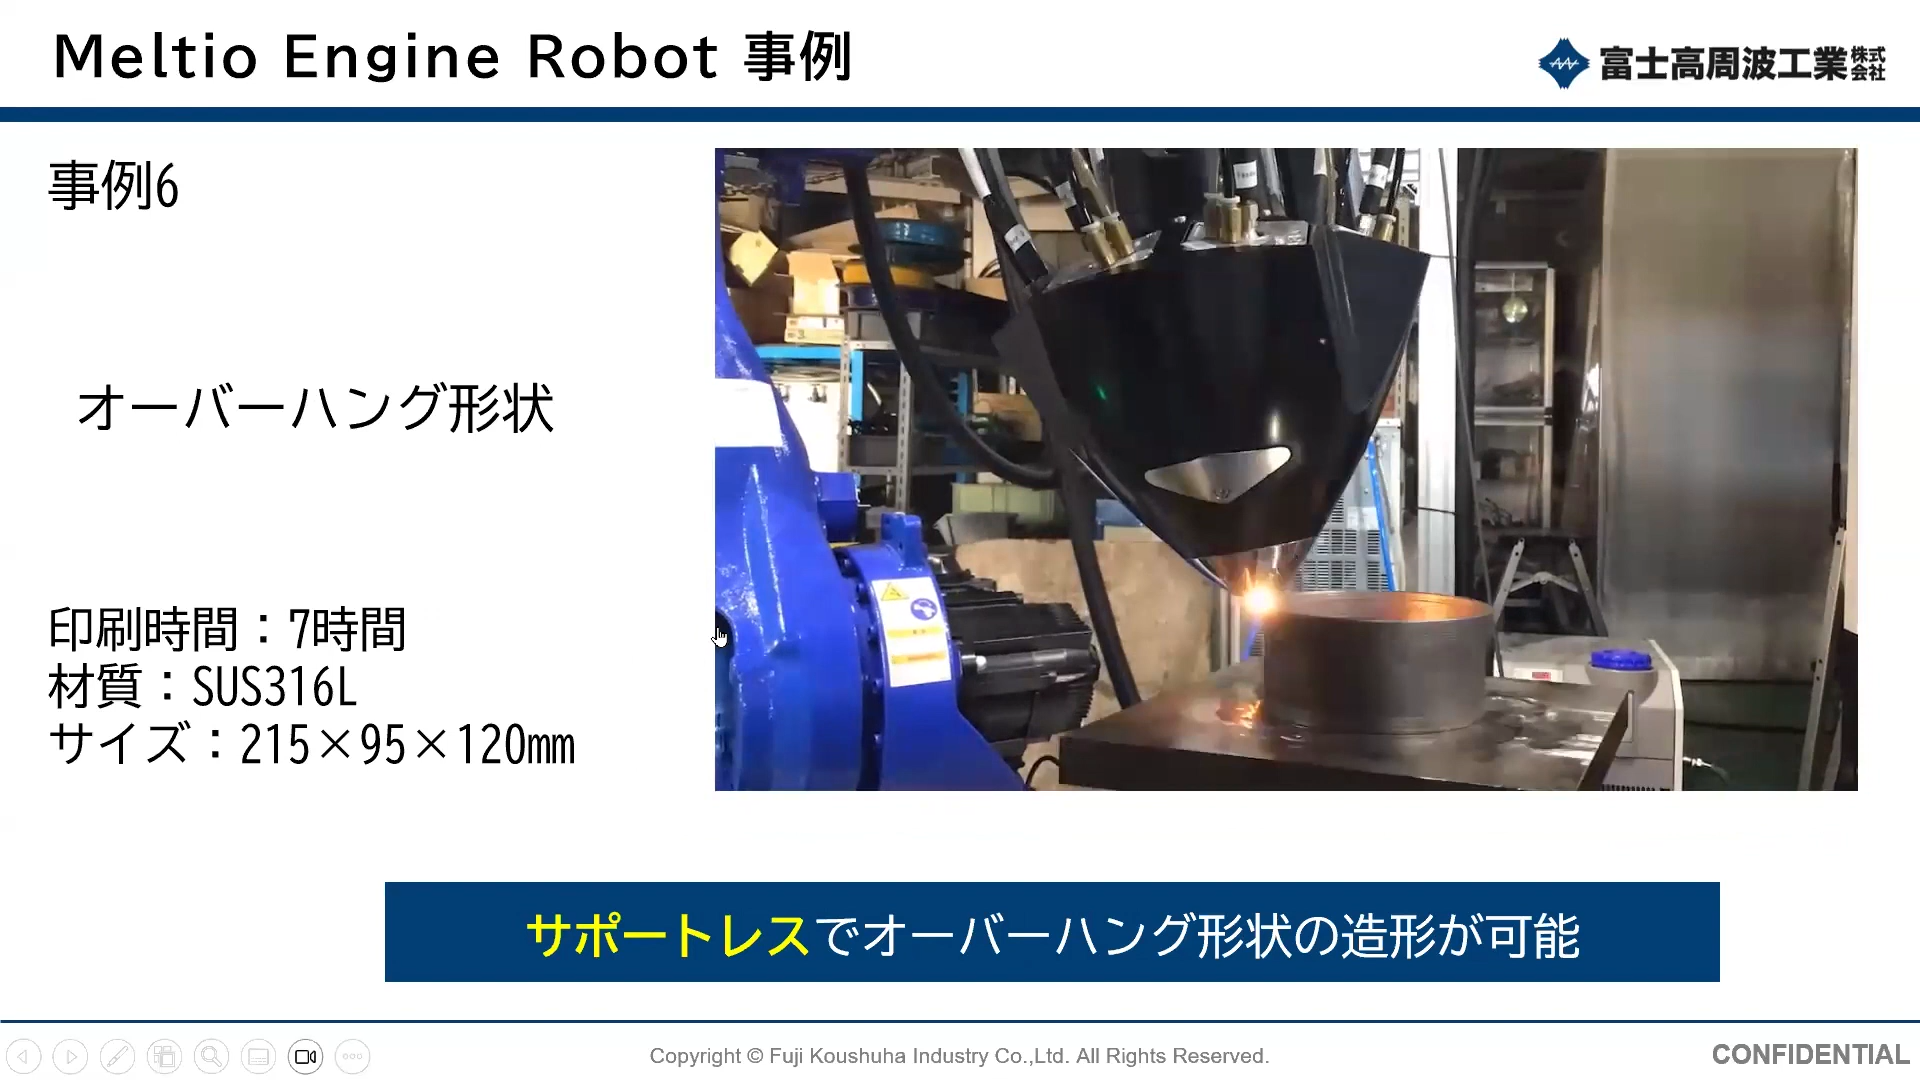 Meltio Engine Robot 事例
富士高周波工業株式会社
事例6
オーバーハング形状
印刷時間：7時間
材質：SUS316L
サイズ：215×95×120mm
サポートレスでオーバーハング形状の造形が可能
Copyright © Fuji Koushuha Industry Co.,Ltd. All Rights Reserved.
CONFIDENTIAL